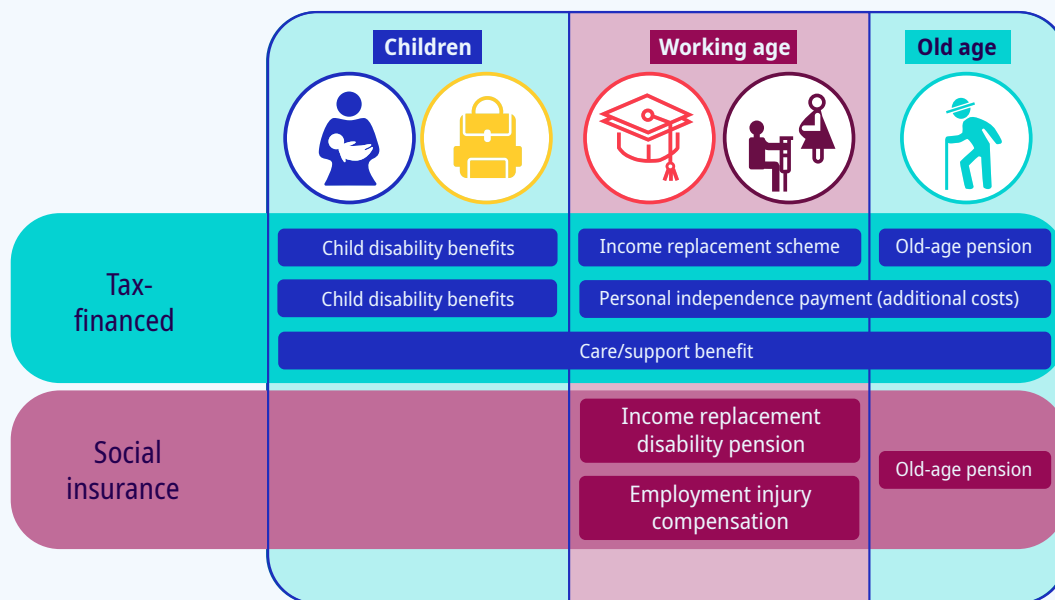 Children
Working age
Old age
Tax-
financed
Child disability benefits
Income replacement scheme
Old-age pension
Child disability benefits
Personal independence payment (additional costs)
Care/support benefit
Social
insurance
Income replacement
disability pension
Old-age pension
Employment injury
compensation